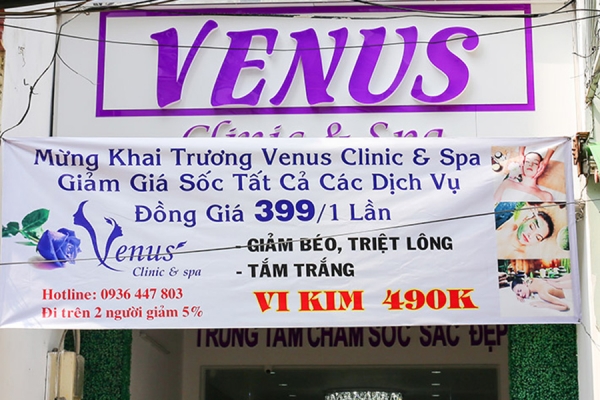 VENUS
Clinic & Spa
Mừng Khai Trương Venus Clinic & Spa
Giảm Giá Sốc Tất Cả Các Dịch Vụ
Đồng Giá 399/1 Lần
Venus
Clinic & spa
- GIẢM BÉO, TRIỆT LÔNG
- TẮM TRẮNG
Hotline: 0936 447 803
Đi trên 2 người giảm 5%
VI KIM 490K
TRUNG TÂM CHĂM SÓC SẮC ĐẸP